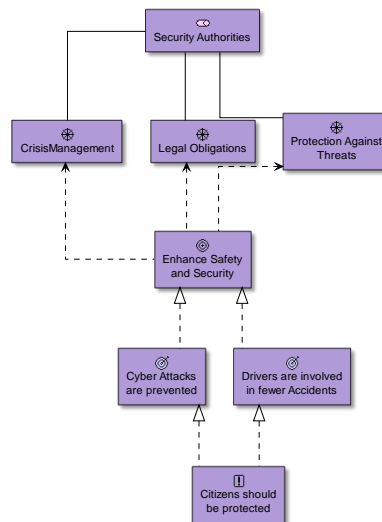 Security Authorities
CrisisManagement
Legal Obligations
Protection Against
Threats
Enhance Safety
and Security
Cyber Attacks
are prevented
Drivers are involved
in fewer Accidents
Citizens should
be protected